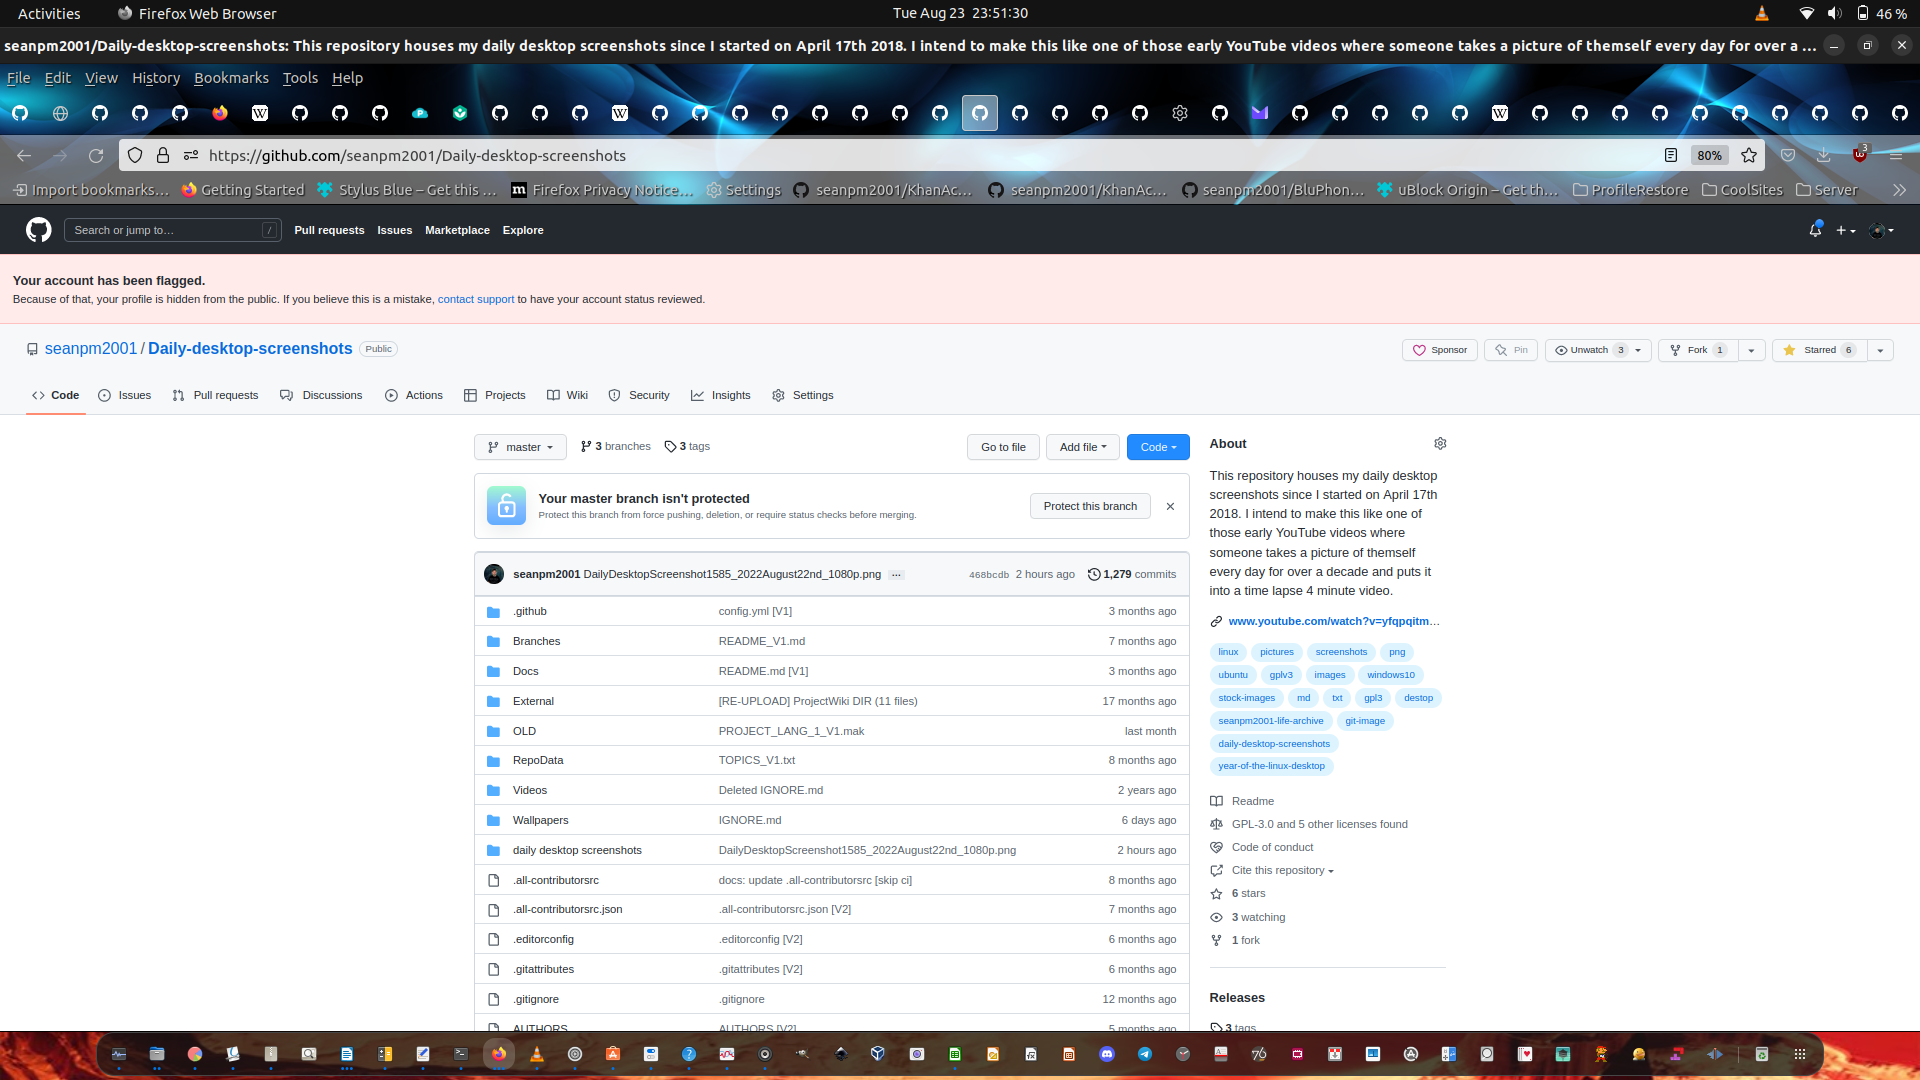 Activities
Firefox Web Browser
Tue Aug 23 23:51:30
46 %
seanpm2001/Daily-desktop-screenshots: This repository houses my daily desktop screenshots since I started on April 17th 2018. I intend to make this like one of those early YouTube videos where someone takes a picture of themself every day for over a …
File Edit View History Bookmarks Tools Help
https://github.com/seanpm2001/Daily-desktop-screenshots
80%
3
Import bookmarks… Getting Started Stylus Blue – Get this … Firefox Privacy Notice… Settings seanpm2001/KhanAc… seanpm2001/KhanAc… seanpm2001/BluPhon… uBlock Origin – Get th… ProfileRestore CoolSites Server
Search or jump to… /
Pull requests Issues Marketplace Explore
Your account has been flagged.
Because of that, your profile is hidden from the public. If you believe this is a mistake, contact support to have your account status reviewed.
seanpm2001 / Daily-desktop-screenshots Public
Sponsor Pin Unwatch 3 Fork 1 Starred 6
Code Issues Pull requests Discussions Actions Projects Wiki Security Insights Settings
master 3 branches 3 tags
Go to file Add file Code
Your master branch isn't protected
Protect this branch from force pushing, deletion, or require status checks before merging.
Protect this branch
seanpm2001 DailyDesktopScreenshot1585_2022August22nd_1080p.png … 468bcdb 2 hours ago 1,279 commits
.github config.yml [V1] 3 months ago
Branches README_V1.md 7 months ago
Docs README.md [V1] 3 months ago
External [RE-UPLOAD] ProjectWiki DIR (11 files) 17 months ago
OLD PROJECT_LANG_1_V1.mak last month
RepoData TOPICS_V1.txt 8 months ago
Videos Deleted IGNORE.md 2 years ago
Wallpapers IGNORE.md 6 days ago
daily desktop screenshots DailyDesktopScreenshot1585_2022August22nd_1080p.png 2 hours ago
.all-contributorsrc docs: update .all-contributorsrc [skip ci] 8 months ago
.all-contributorsrc.json .all-contributorsrc.json [V2] 7 months ago
.editorconfig .editorconfig [V2] 6 months ago
.gitattributes .gitattributes [V2] 6 months ago
.gitignore .gitignore 12 months ago
AUTHORS AUTHORS [V2] 5 months ago
About
This repository houses my daily desktop
screenshots since I started on April 17th
2018. I intend to make this like one of
those early YouTube videos where
someone takes a picture of themself
every day for over a decade and puts it
into a time lapse 4 minute video.
www.youtube.com/watch?v=yfqpqitm…
linux pictures screenshots png
ubuntu gplv3 images windows10
stock-images md txt gpl3 destop
seanpm2001-life-archive git-image
daily-desktop-screenshots
year-of-the-linux-desktop
Readme
GPL-3.0 and 5 other licenses found
Code of conduct
Cite this repository
6 stars
3 watching
1 fork
Releases
3 tags